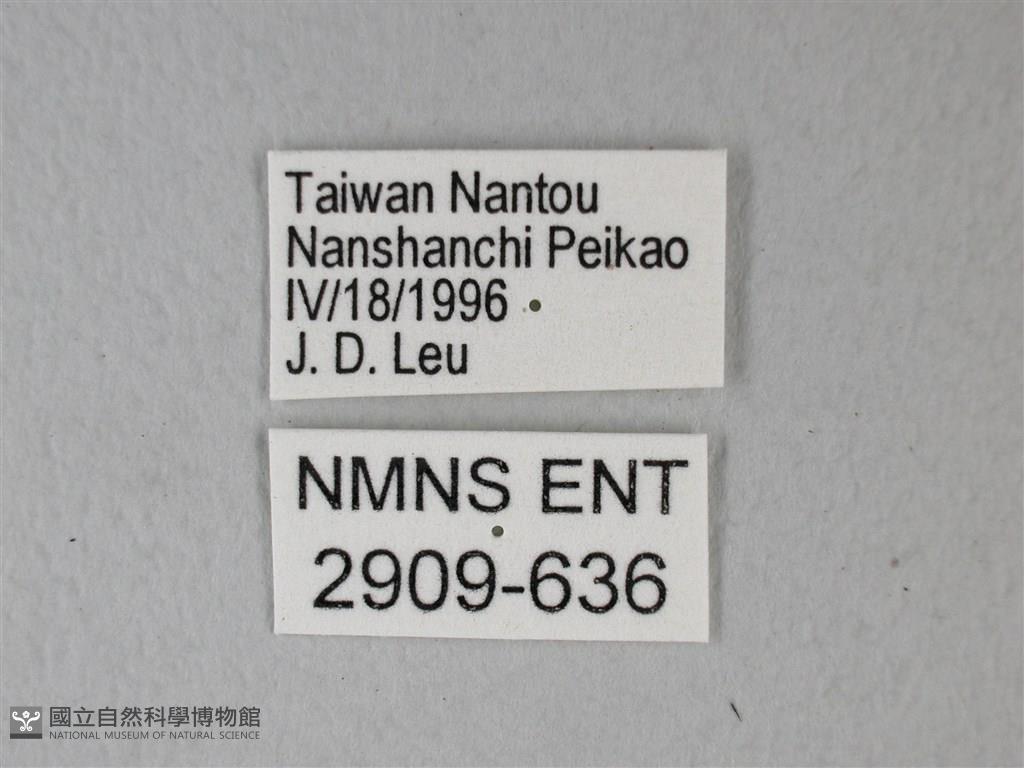 Taiwan Nantou
Nanshanchi Peikao
IV/18/1996
J. D. Leu
NMNS ENT
2909-636
國立自然科學博物館
NATIONAL MUSEUM OF NATURAL SCIENCE